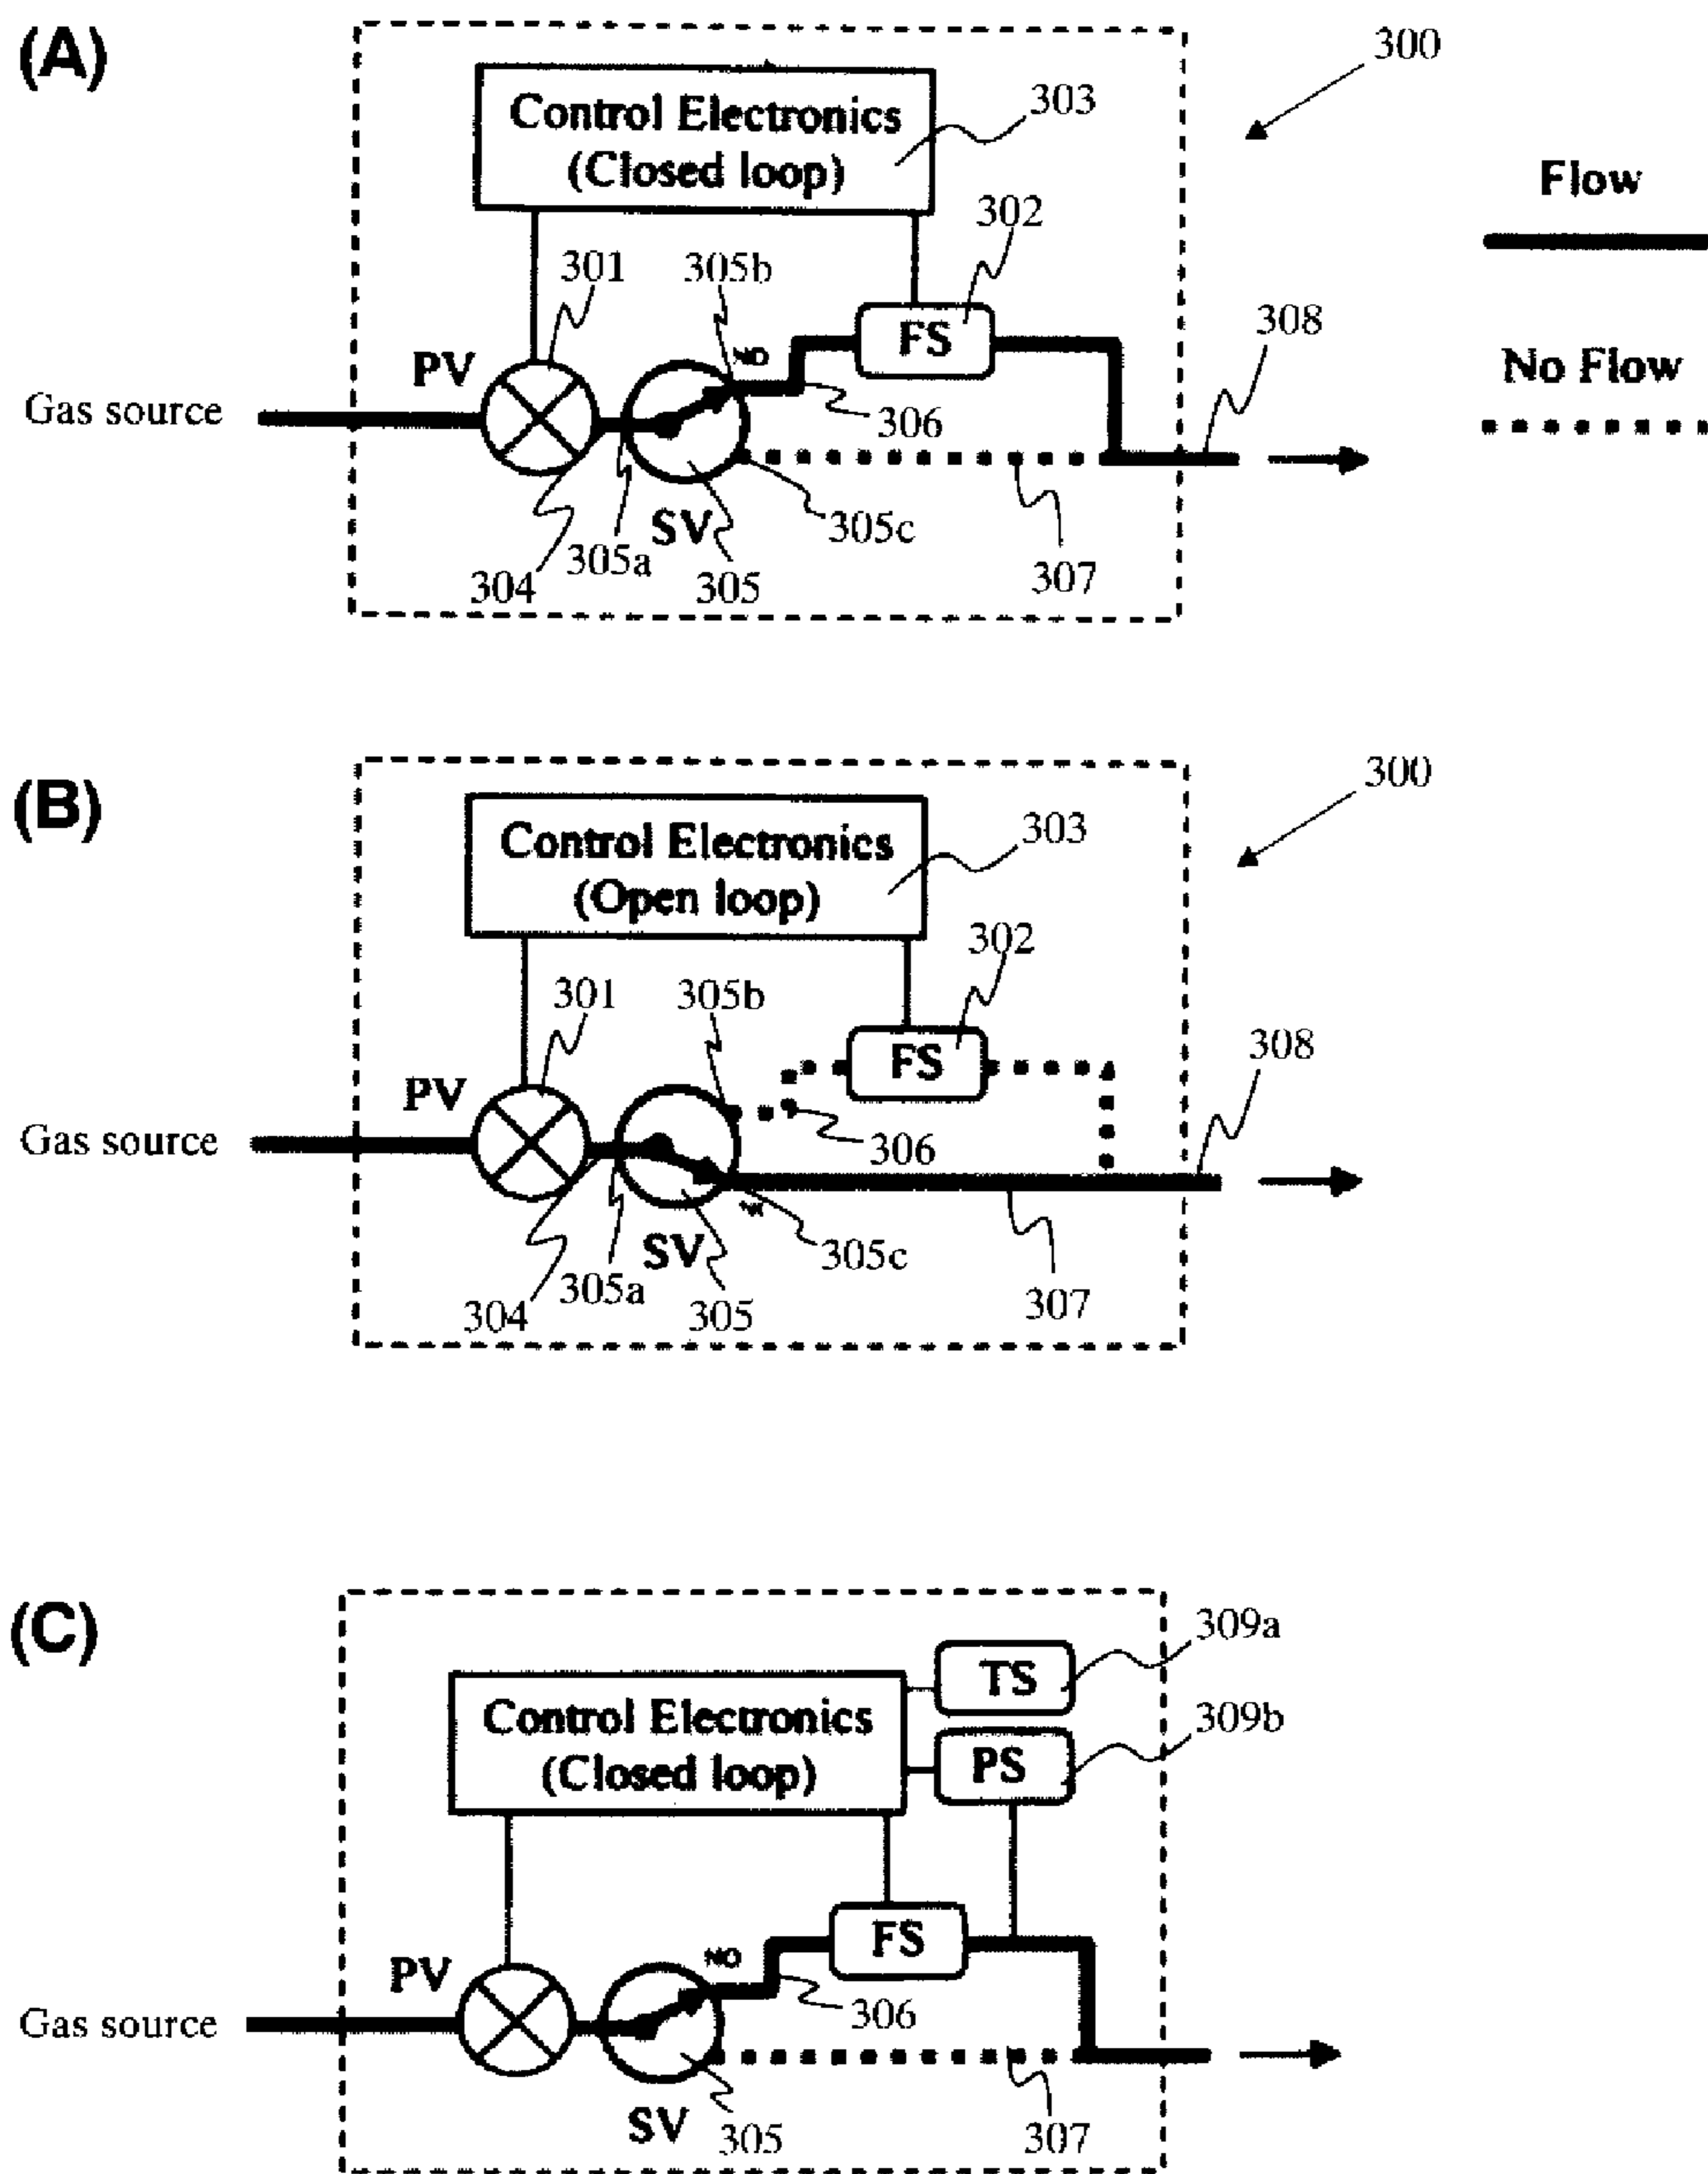 (A)
300
Control Electronics
(Closed loop)
303
Flow
302
301
305b
308
PV
NO
FS
No Flow
Gas source
306
SV
305c
305a
304
305
307
(B)
300
Control Electronics
(Open loop)
303
302
301
305b
308
PV
FS
Gas source
306
SV
305c
305a
304
305
307
(C)
309a
TS
Control Electronics
(Closed loop)
309b
PS
FS
PV
NO
306
Gas source
SV
305
307